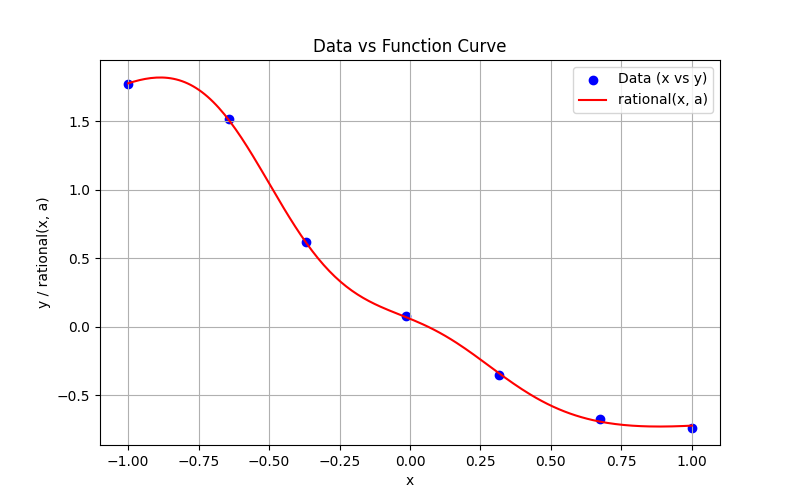 Data vs Function Curve
Data (x vs y)
rational(x, a)
y / rational(x, a)
1.5
1.0
0.5
0.0
−0.5
−1.00 −0.75 −0.50 −0.25 0.00 0.25 0.50 0.75 1.00
x